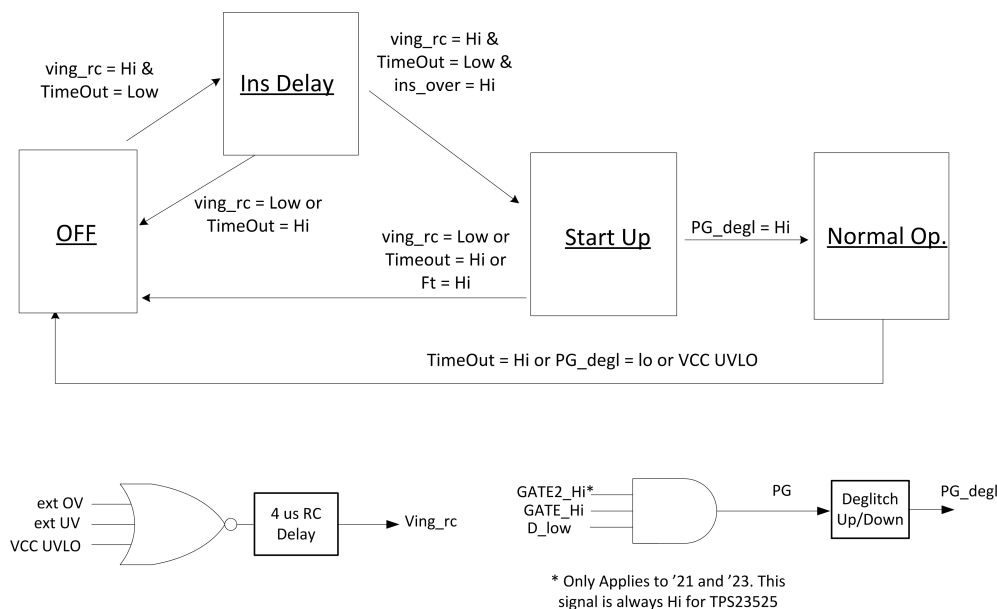 ving_rc = Hi &
TimeOut = Low
Ins Delay
ving_rc = Hi &
TimeOut = Low &
ins_over = Hi
OFF
ving_rc = Low or
TimeOut = Hi
ving_rc = Low or
Timeout = Hi or
Ft = Hi
Start Up
PG_degl = Hi
Normal Op.
TimeOut = Hi or PG_degl = lo or VCC UVLO
ext OV
ext UV
VCC UVLO
4 us RC
Delay
Ving_rc
GATE2_Hi*
GATE_Hi
D_low
PG
Deglitch
Up/Down
PG_degl
* Only Applies to ’21 and ’23. This
signal is always Hi for TPS23525